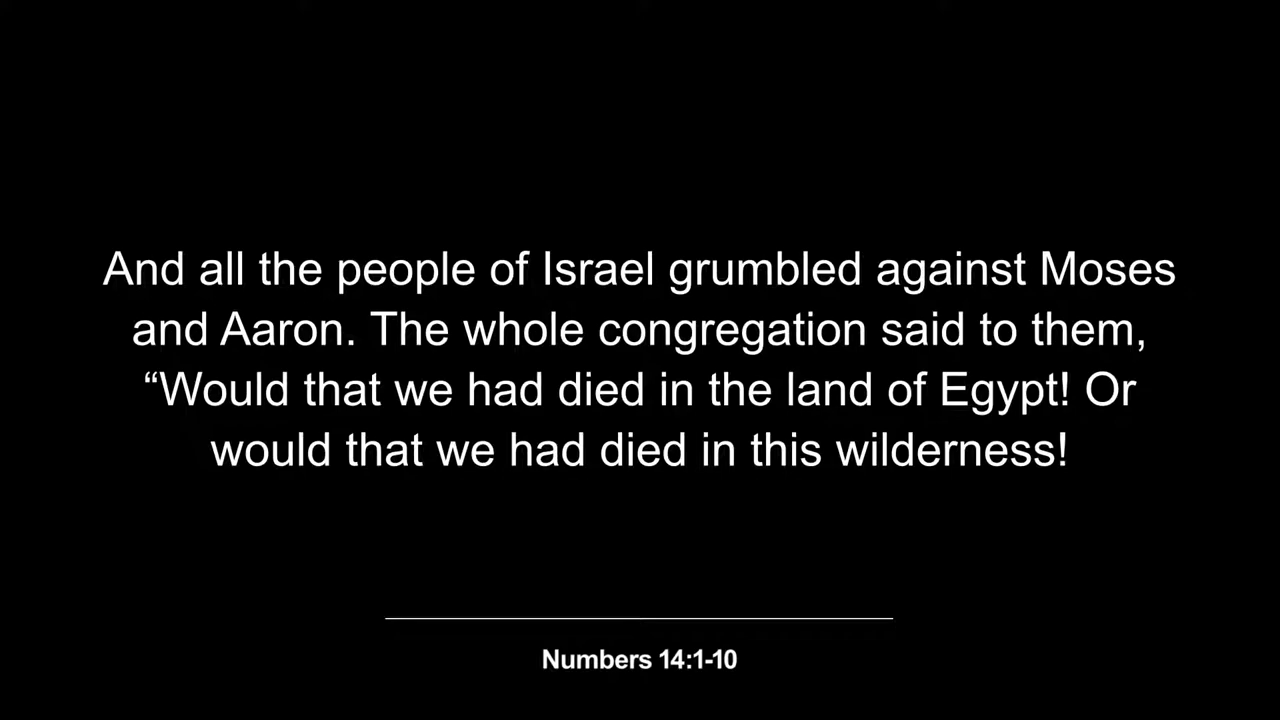 And all the people of Israel grumbled against Moses
and Aaron. The whole congregation said to them,
“Would that we had died in the land of Egypt! Or
would that we had died in this wilderness!
Numbers 14:1-10